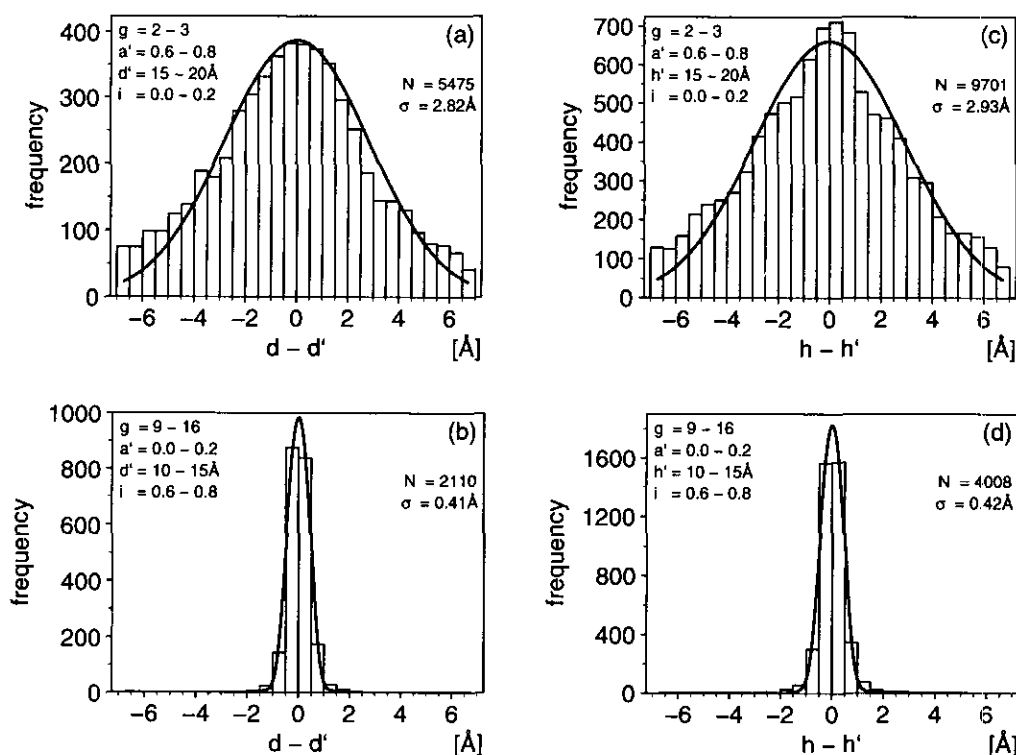 (a)
g = 2 – 3
a' = 0.6 – 0.8
d' = 15 – 20Å
i = 0.0 – 0.2
N = 5475
σ = 2.82Å
frequency
400
300
200
100
0
–6 –4 –2 0 2 4 6
d – d' [Å]
(c)
g = 2 – 3
a' = 0.6 – 0.8
h' = 15 – 20Å
i = 0.0 – 0.2
N = 9701
σ = 2.93Å
frequency
700
600
500
400
300
200
100
0
–6 –4 –2 0 2 4 6
h – h' [Å]
(b)
g = 9 – 16
a' = 0.0 – 0.2
d' = 10 – 15Å
i = 0.6 – 0.8
N = 2110
σ = 0.41Å
frequency
1000
800
600
400
200
0
–6 –4 –2 0 2 4 6
d – d' [Å]
(d)
g = 9 – 16
a' = 0.0 – 0.2
h' = 10 – 15Å
i = 0.6 – 0.8
N = 4008
σ = 0.42Å
frequency
1600
1200
800
400
0
–6 –4 –2 0 2 4 6
h – h' [Å]